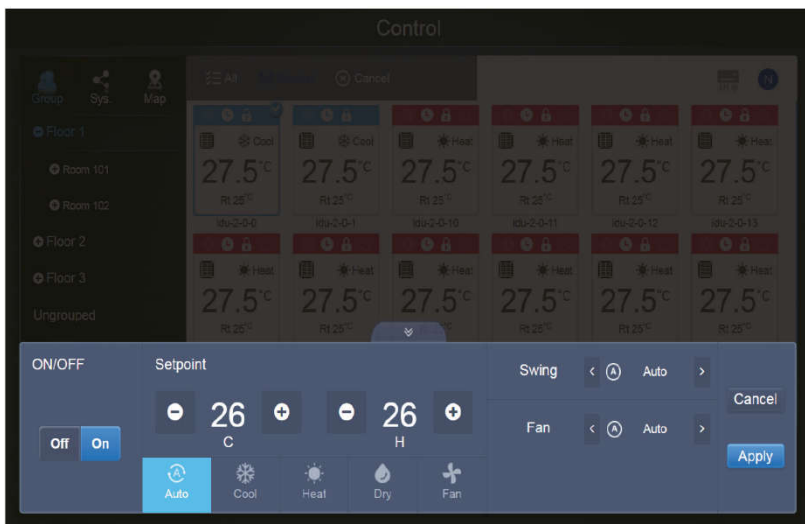 Control
All
Cancel
Group Sys. Map
Floor 1
Room 101
Room 102
Floor 2
Floor 3
Ungrouped
Cool Cool Heat Heat Heat Heat
27.5°C 27.5°C 27.5°C 27.5°C 27.5°C 27.5°C
Rt 25°C Rt 25°C Rt 25°C Rt 25°C Rt 25°C Rt 25°C
idu-2-0-0 idu-2-0-1 idu-2-0-10 idu-2-0-11 idu-2-0-12 idu-2-0-13
Heat Heat Heat Heat Heat Heat
27.5°C 27.5°C 27.5°C 27.5°C 27.5°C 27.5°C
Rt 25°C Rt 25°C Rt 25°C Rt 25°C Rt 25°C Rt 25°C
ON/OFF
Off On
Setpoint
26 26
C H
A
Auto Cool Heat Dry Fan
Swing < A Auto >
Fan < A Auto >
Cancel
Apply